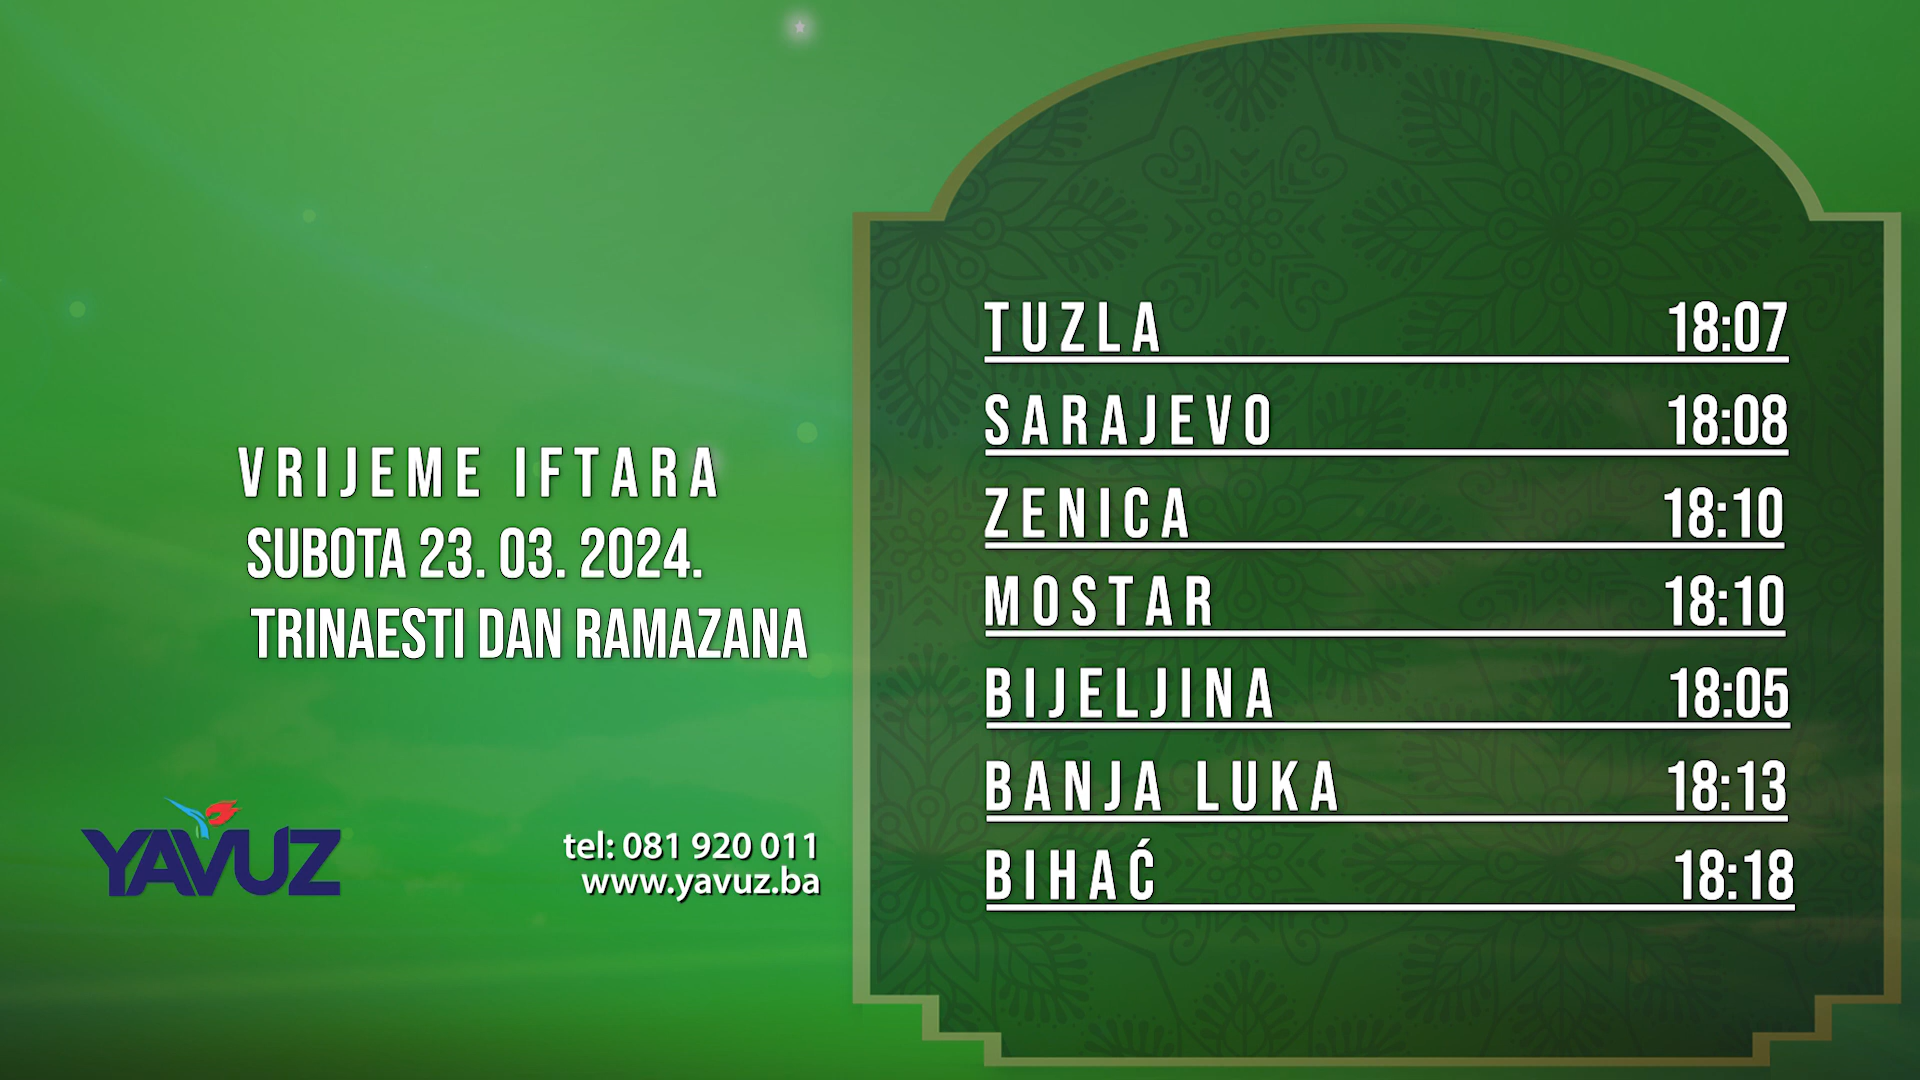 VRIJEME IFTARA
SUBOTA 23. 03. 2024.
TRINAESTI DAN RAMAZANA
YAVUZ
tel: 081 920 011
www.yavuz.ba
TUZLA 18:07
SARAJEVO 18:08
ZENICA 18:10
MOSTAR 18:10
BIJELJINA 18:05
BANJA LUKA 18:13
BIHAĆ 18:18